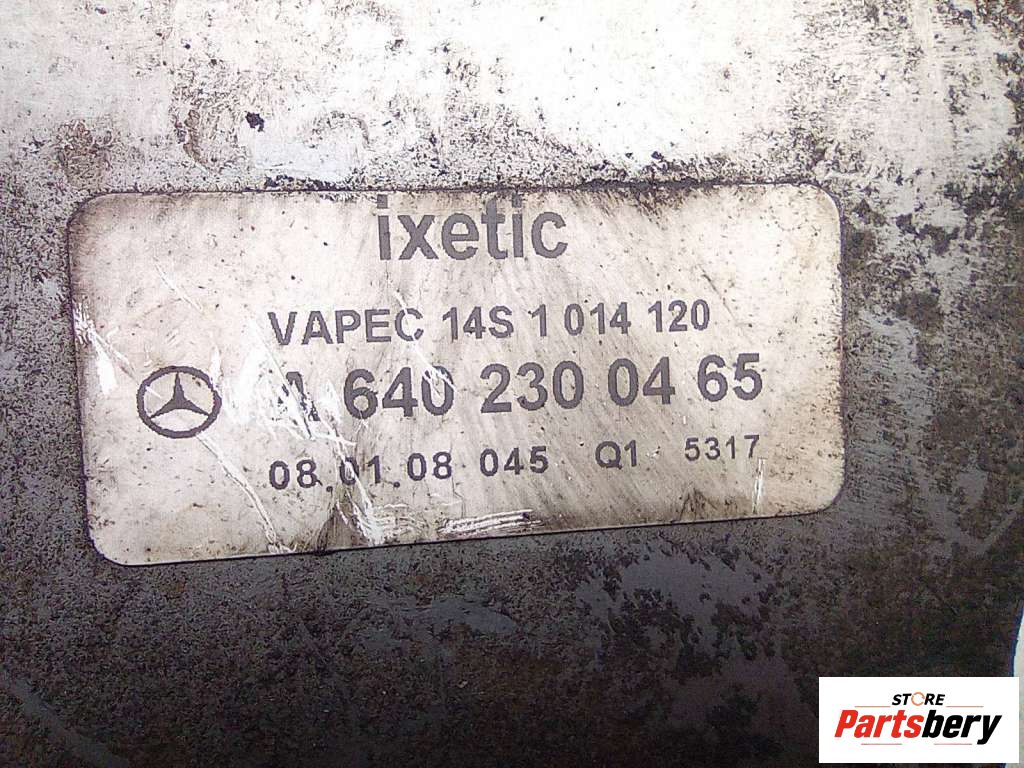 ixetic
VAPEC 14S 1 014 120
A 640 230 04 65
08.01.08 045 Q1 5317
STORE
Partsbery